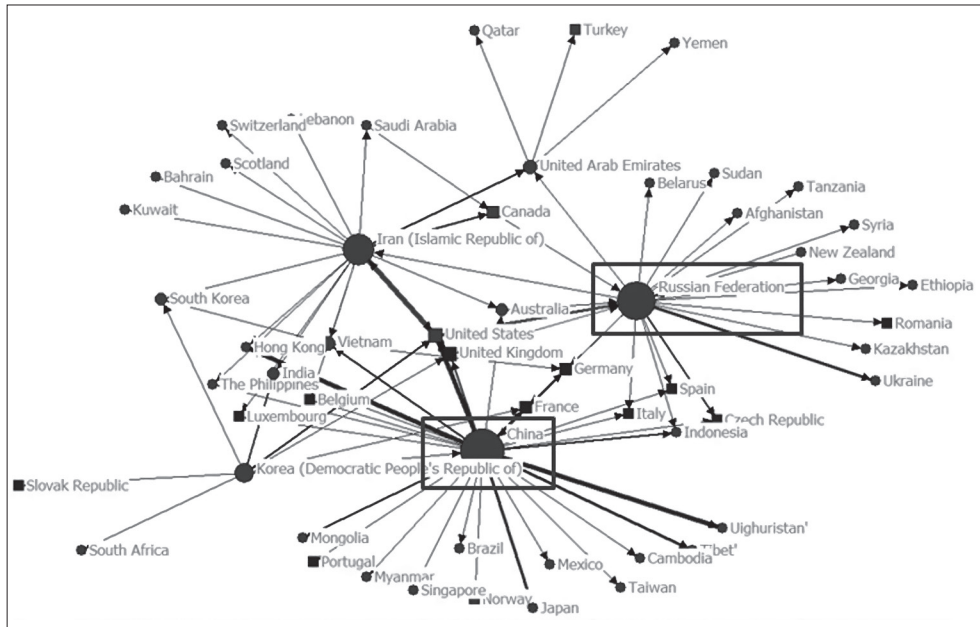 Qatar
Turkey
Yemen
Switzerland
ebanon
Saudi Arabia
Scotland
United Arab Emirates
Bahrain
Belarus
Sudan
Tanzania
Kuwait
Canada
Afghanistan
Syria
Iran (Islamic Republic of)
New Zealand
Russian Federation
Georgia
Ethiopia
South Korea
Australia
Romania
United States
Hong Kong
Vietnam
United Kingdom
Kazakhstan
India
Germany
The Philippines
Ukraine
Spain
Belgium
Luxembourg
France
Italy
Czech Republic
China
Indonesia
Korea (Democratic People's Republic of)
Slovak Republic
Uighuristan'
Mongolia
South Africa
Brazil
Tibet'
Cambodia
Portugal
Mexico
Myanmar
Singapore
Taiwan
Norway
Japan